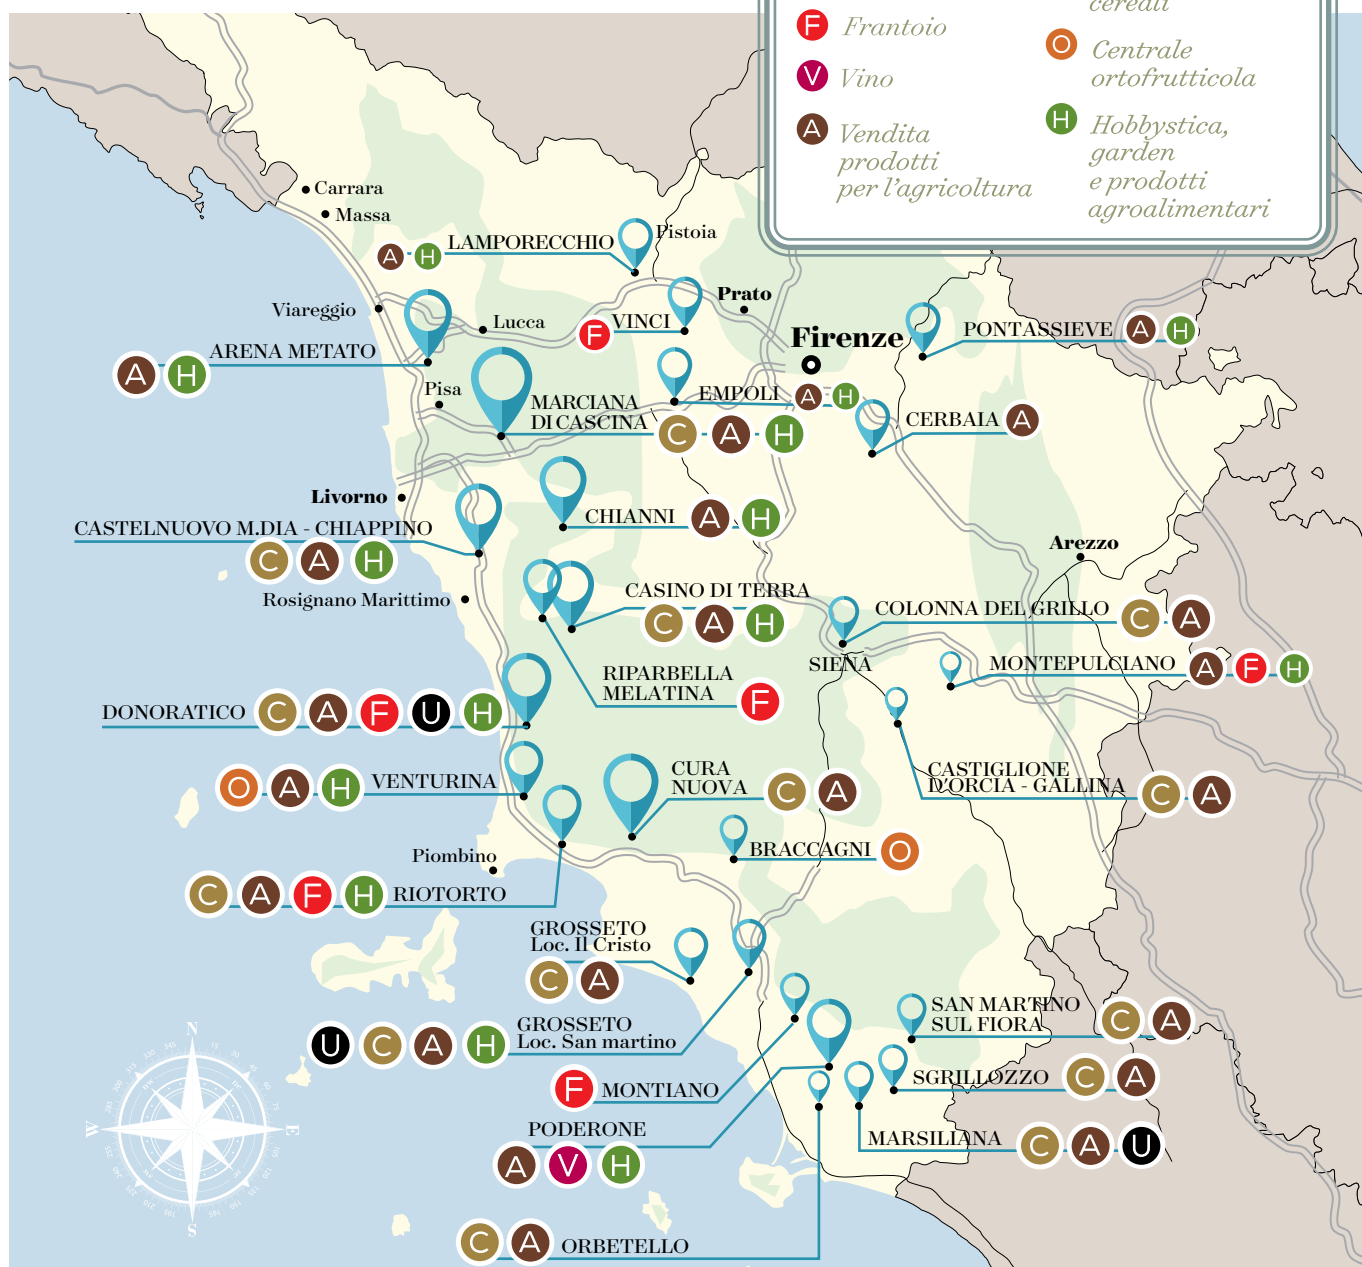 cereali
F Frantoio
V Vino
A Vendita
prodotti
per l'agricoltura
O Centrale
ortofrutticola
H Hobbystica,
garden
e prodotti
agroalimentari
Carrara
Massa
A H LAMPORECCHIO
Pistoia
Viareggio
Lucca
F VINCI
Prato
Firenze
PONTASSIEVE A H
ARENA METATO
A H
Pisa
MARCIANA
DI CASCINA C A H
EMPOLI A H
CERBAIA A
Livorno
CASTELNUOVO M.DIA - CHIAPPINO
C A H
CHIANNI A H
Arezzo
Rosignano Marittimo
CASINO DI TERRA
C A H
COLONNA DEL GRILLO C A
SIENA
MONTEPULCIANO A F H
RIPARBELLA
MELATINA F
DONORATICO C A F U H
O A H VENTURINA
CURA
NUOVA C A
CASTIGLIONE
D'ORCIA - GALLINA C A
BRACCAGNI O
Piombino
C A F H RIOTORTO
GROSSETO
Loc. Il Cristo
C A
U C A H GROSSETO
Loc. San martino
SAN MARTINO
SUL FIORA C A
F MONTIANO
SGRILLOZZO C A
PODERONE
A V H
MARSILIANA C A U
C A ORBETELLO
N
W
E
S